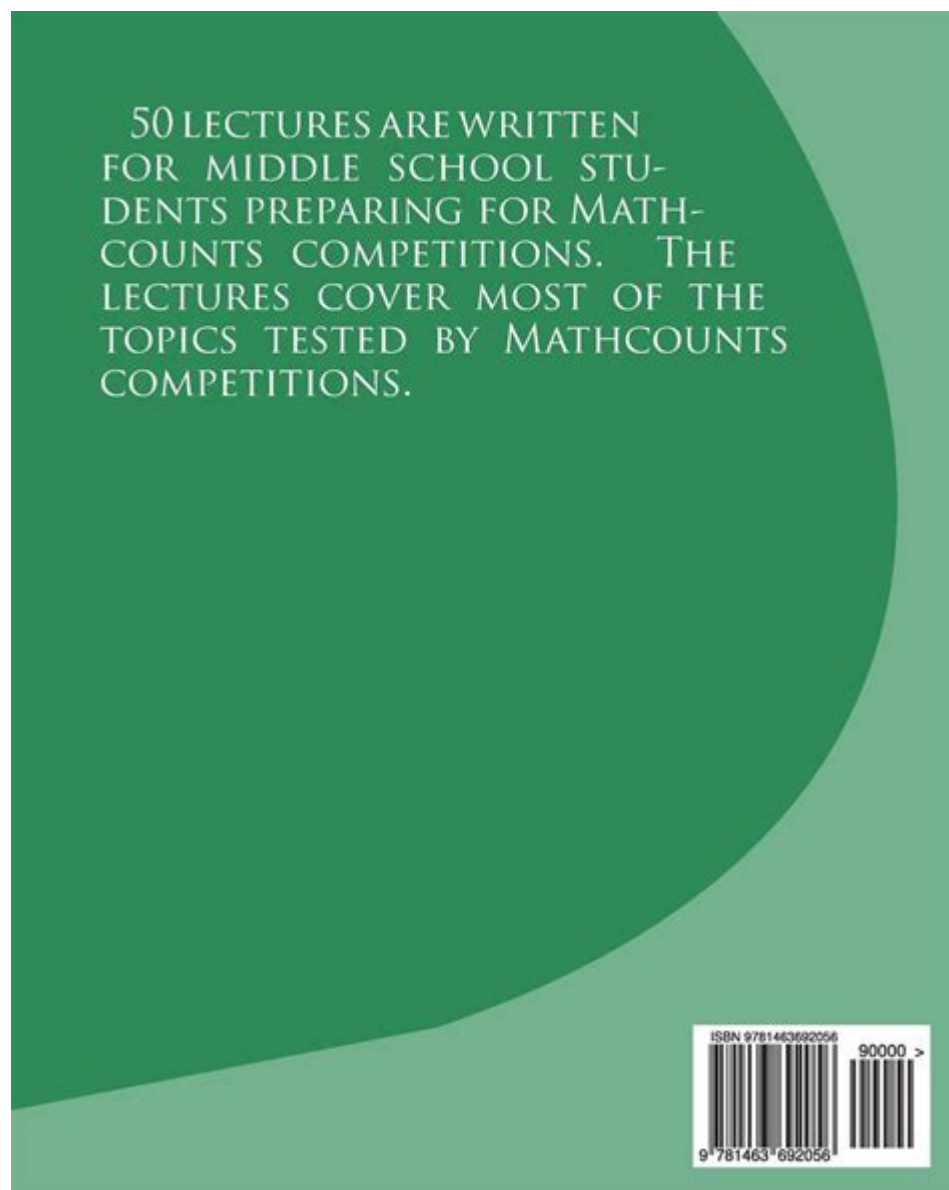 50 LECTURES ARE WRITTEN
FOR MIDDLE SCHOOL STU-
DENTS PREPARING FOR MATH-
COUNTS COMPETITIONS. THE
LECTURES COVER MOST OF THE
TOPICS TESTED BY MATHCOUNTS
COMPETITIONS.
ISBN 9781463692056
90000 >
9 781463 692056